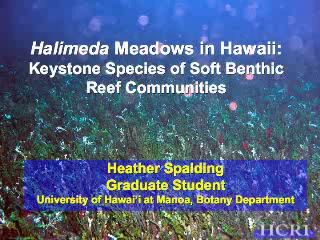 Halimeda Meadows in Hawaii:
Keystone Species of Soft Benthic
Reef Communities
Heather Spalding
Graduate Student
University of Hawai'i at Manoa, Botany Department
HCRI